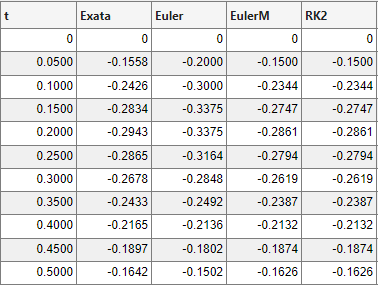 t Exata Euler EulerM RK2
0 0 0 0 0
0.0500 -0.1558 -0.2000 -0.1500 -0.1500
0.1000 -0.2426 -0.3000 -0.2344 -0.2344
0.1500 -0.2834 -0.3375 -0.2747 -0.2747
0.2000 -0.2943 -0.3375 -0.2861 -0.2861
0.2500 -0.2865 -0.3164 -0.2794 -0.2794
0.3000 -0.2678 -0.2848 -0.2619 -0.2619
0.3500 -0.2433 -0.2492 -0.2387 -0.2387
0.4000 -0.2165 -0.2136 -0.2132 -0.2132
0.4500 -0.1897 -0.1802 -0.1874 -0.1874
0.5000 -0.1642 -0.1502 -0.1626 -0.1626